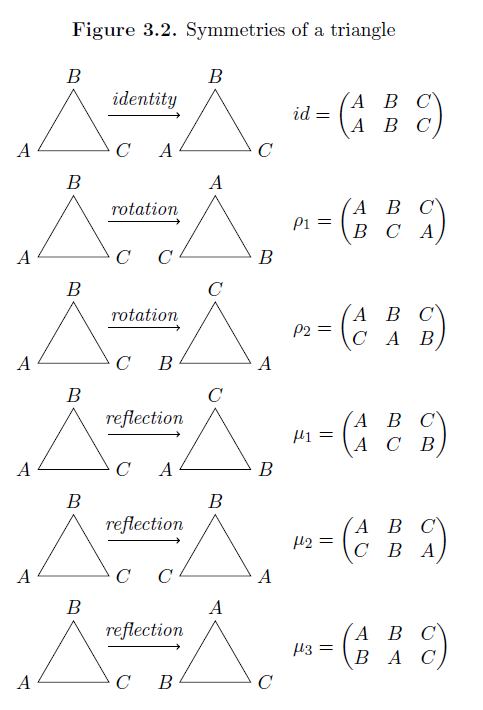 Figure 3.2. Symmetries of a triangle
B B
identity
id = (A B C
A B C)
A C A C
B A
rotation
ρ1 = (A B C
B C A)
A C C B
B C
rotation
ρ2 = (A B C
C A B)
A C B A
B C
reflection
μ1 = (A B C
A C B)
A C A B
B B
reflection
μ2 = (A B C
C B A)
A C C A
B A
reflection
μ3 = (A B C
B A C)
A C B C